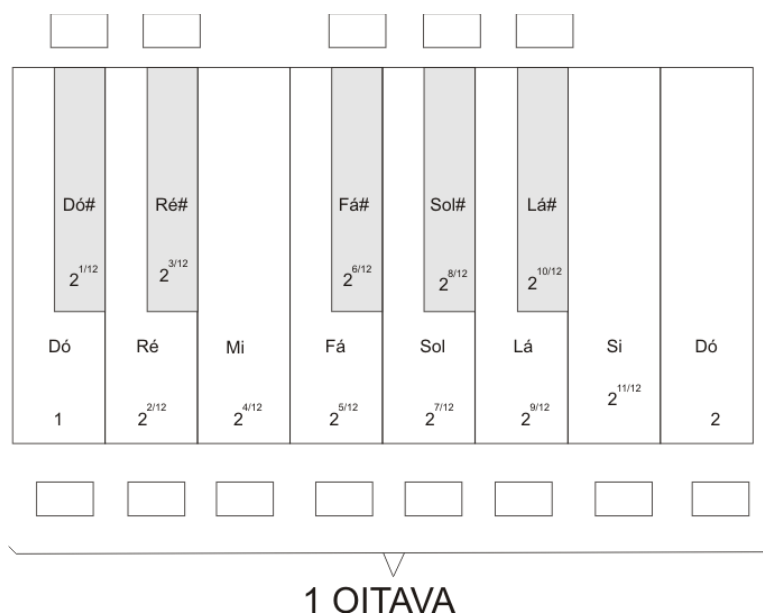 Dó# Ré# Fá# Sol# Lá#
2^1/12 2^3/12 2^6/12 2^8/12 2^10/12
Dó Ré Mi Fá Sol Lá Si Dó
1 2^2/12 2^4/12 2^5/12 2^7/12 2^9/12 2^11/12 2
1 OITAVA